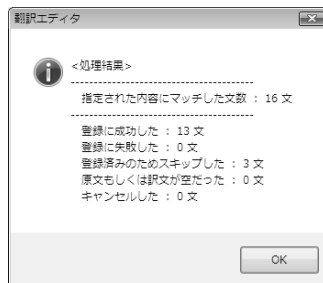 翻訳エディタ
<処理結果>
--------------------------------------------
指定された内容にマッチした文数 : 16 文
--------------------------------------------
登録に成功した : 13 文
登録に失敗した : 0 文
登録済みのためスキップした : 3 文
原文もしくは訳文が空だった : 0 文
キャンセルした : 0 文
OK